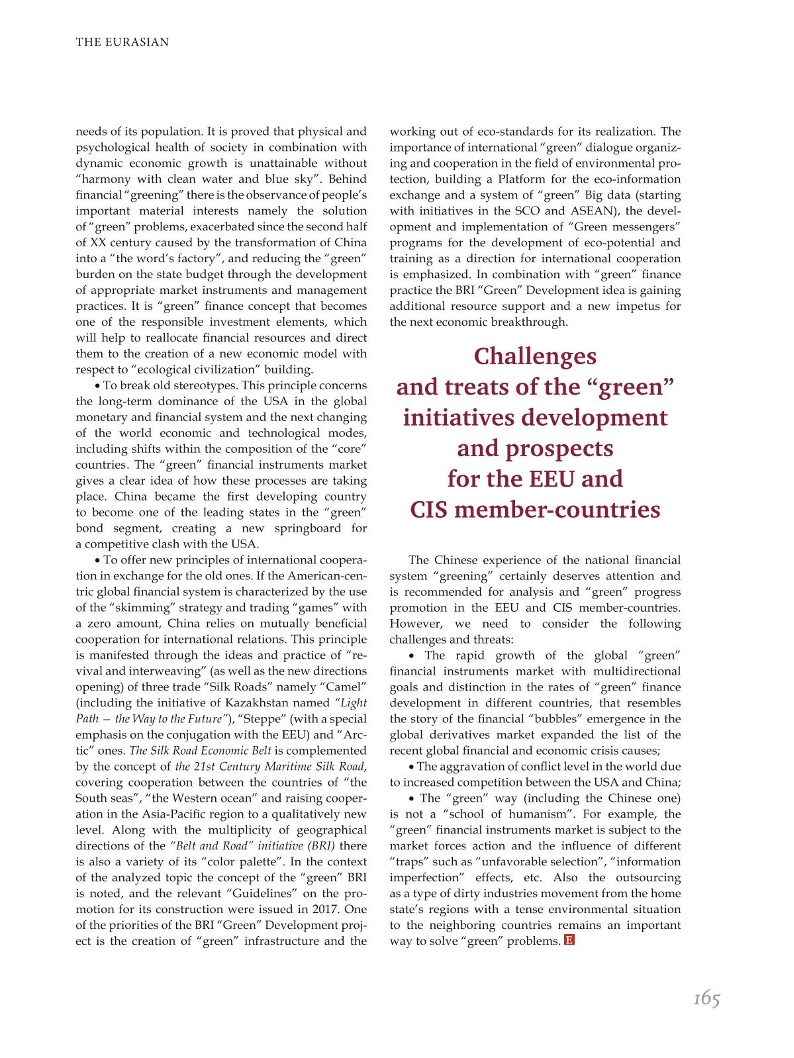 THE EURASIAN
needs of its population. It is proved that physical and
psychological health of society in combination with
dynamic economic growth is unattainable without
“harmony with clean water and blue sky”. Behind
financial “greening” there is the observance of people’s
important material interests namely the solution
of “green” problems, exacerbated since the second half
of XX century caused by the transformation of China
into a “the word’s factory”, and reducing the “green”
burden on the state budget through the development
of appropriate market instruments and management
practices. It is “green” finance concept that becomes
one of the responsible investment elements, which
will help to reallocate financial resources and direct
them to the creation of a new economic model with
respect to “ecological civilization” building.
• To break old stereotypes. This principle concerns
the long-term dominance of the USA in the global
monetary and financial system and the next changing
of the world economic and technological modes,
including shifts within the composition of the “core”
countries. The “green” financial instruments market
gives a clear idea of how these processes are taking
place. China became the first developing country
to become one of the leading states in the “green”
bond segment, creating a new springboard for
a competitive clash with the USA.
• To offer new principles of international coopera-
tion in exchange for the old ones. If the American-cen-
tric global financial system is characterized by the use
of the “skimming” strategy and trading “games” with
a zero amount, China relies on mutually beneficial
cooperation for international relations. This principle
is manifested through the ideas and practice of “re-
vival and interweaving” (as well as the new directions
opening) of three trade “Silk Roads” namely “Camel”
(including the initiative of Kazakhstan named “Light
Path — the Way to the Future”), “Steppe” (with a special
emphasis on the conjugation with the EEU) and “Arc-
tic” ones. The Silk Road Economic Belt is complemented
by the concept of the 21st Century Maritime Silk Road,
covering cooperation between the countries of “the
South seas”, “the Western ocean” and raising cooper-
ation in the Asia-Pacific region to a qualitatively new
level. Along with the multiplicity of geographical
directions of the “Belt and Road” initiative (BRI) there
is also a variety of its “color palette”. In the context
of the analyzed topic the concept of the “green” BRI
is noted, and the relevant “Guidelines” on the pro-
motion for its construction were issued in 2017. One
of the priorities of the BRI “Green” Development proj-
ect is the creation of “green” infrastructure and the
working out of eco-standards for its realization. The
importance of international “green” dialogue organiz-
ing and cooperation in the field of environmental pro-
tection, building a Platform for the eco-information
exchange and a system of “green” Big data (starting
with initiatives in the SCO and ASEAN), the devel-
opment and implementation of “Green messengers”
programs for the development of eco-potential and
training as a direction for international cooperation
is emphasized. In combination with “green” finance
practice the BRI “Green” Development idea is gaining
additional resource support and a new impetus for
the next economic breakthrough.
Challenges
and treats of the “green”
initiatives development
and prospects
for the EEU and
CIS member-countries
The Chinese experience of the national financial
system “greening” certainly deserves attention and
is recommended for analysis and “green” progress
promotion in the EEU and CIS member-countries.
However, we need to consider the following
challenges and threats:
• The rapid growth of the global “green”
financial instruments market with multidirectional
goals and distinction in the rates of “green” finance
development in different countries, that resembles
the story of the financial “bubbles” emergence in the
global derivatives market expanded the list of the
recent global financial and economic crisis causes;
• The aggravation of conflict level in the world due
to increased competition between the USA and China;
• The “green” way (including the Chinese one)
is not a “school of humanism”. For example, the
“green” financial instruments market is subject to the
market forces action and the influence of different
“traps” such as “unfavorable selection”, “information
imperfection” effects, etc. Also the outsourcing
as a type of dirty industries movement from the home
state’s regions with a tense environmental situation
to the neighboring countries remains an important
way to solve “green” problems. E
165